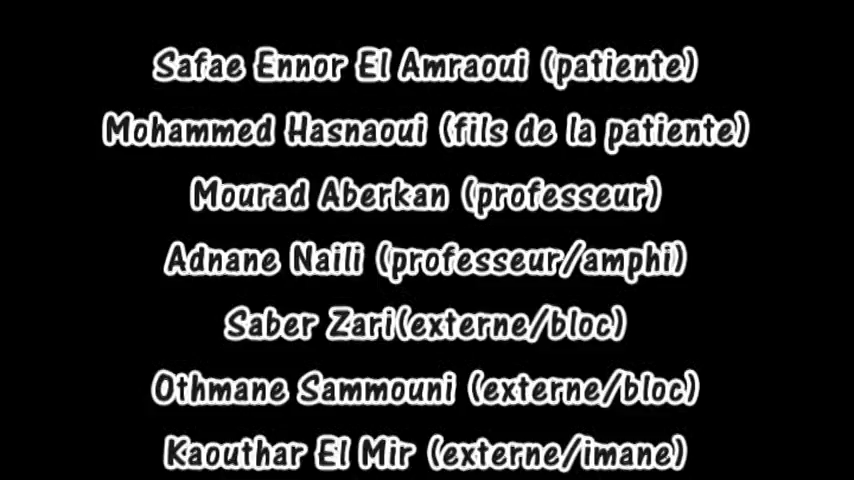 Safae Ennor El Amraoui (patiente)
Mohammed Hasnaoui (fils de la patiente)
Mourad Aberkan (professeur)
Adnane Naili (professeur/amphi)
Saber Zari(externe/bloc)
Othmane Sammouni (externe/bloc)
Kaouthar El Mir (externe/imane)